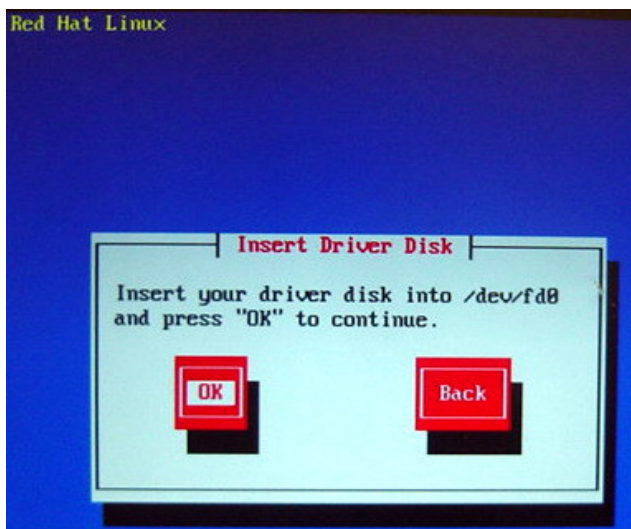 Red Hat Linux
Insert Driver Disk
Insert your driver disk into /dev/fd0
and press "OK" to continue.
OK
Back